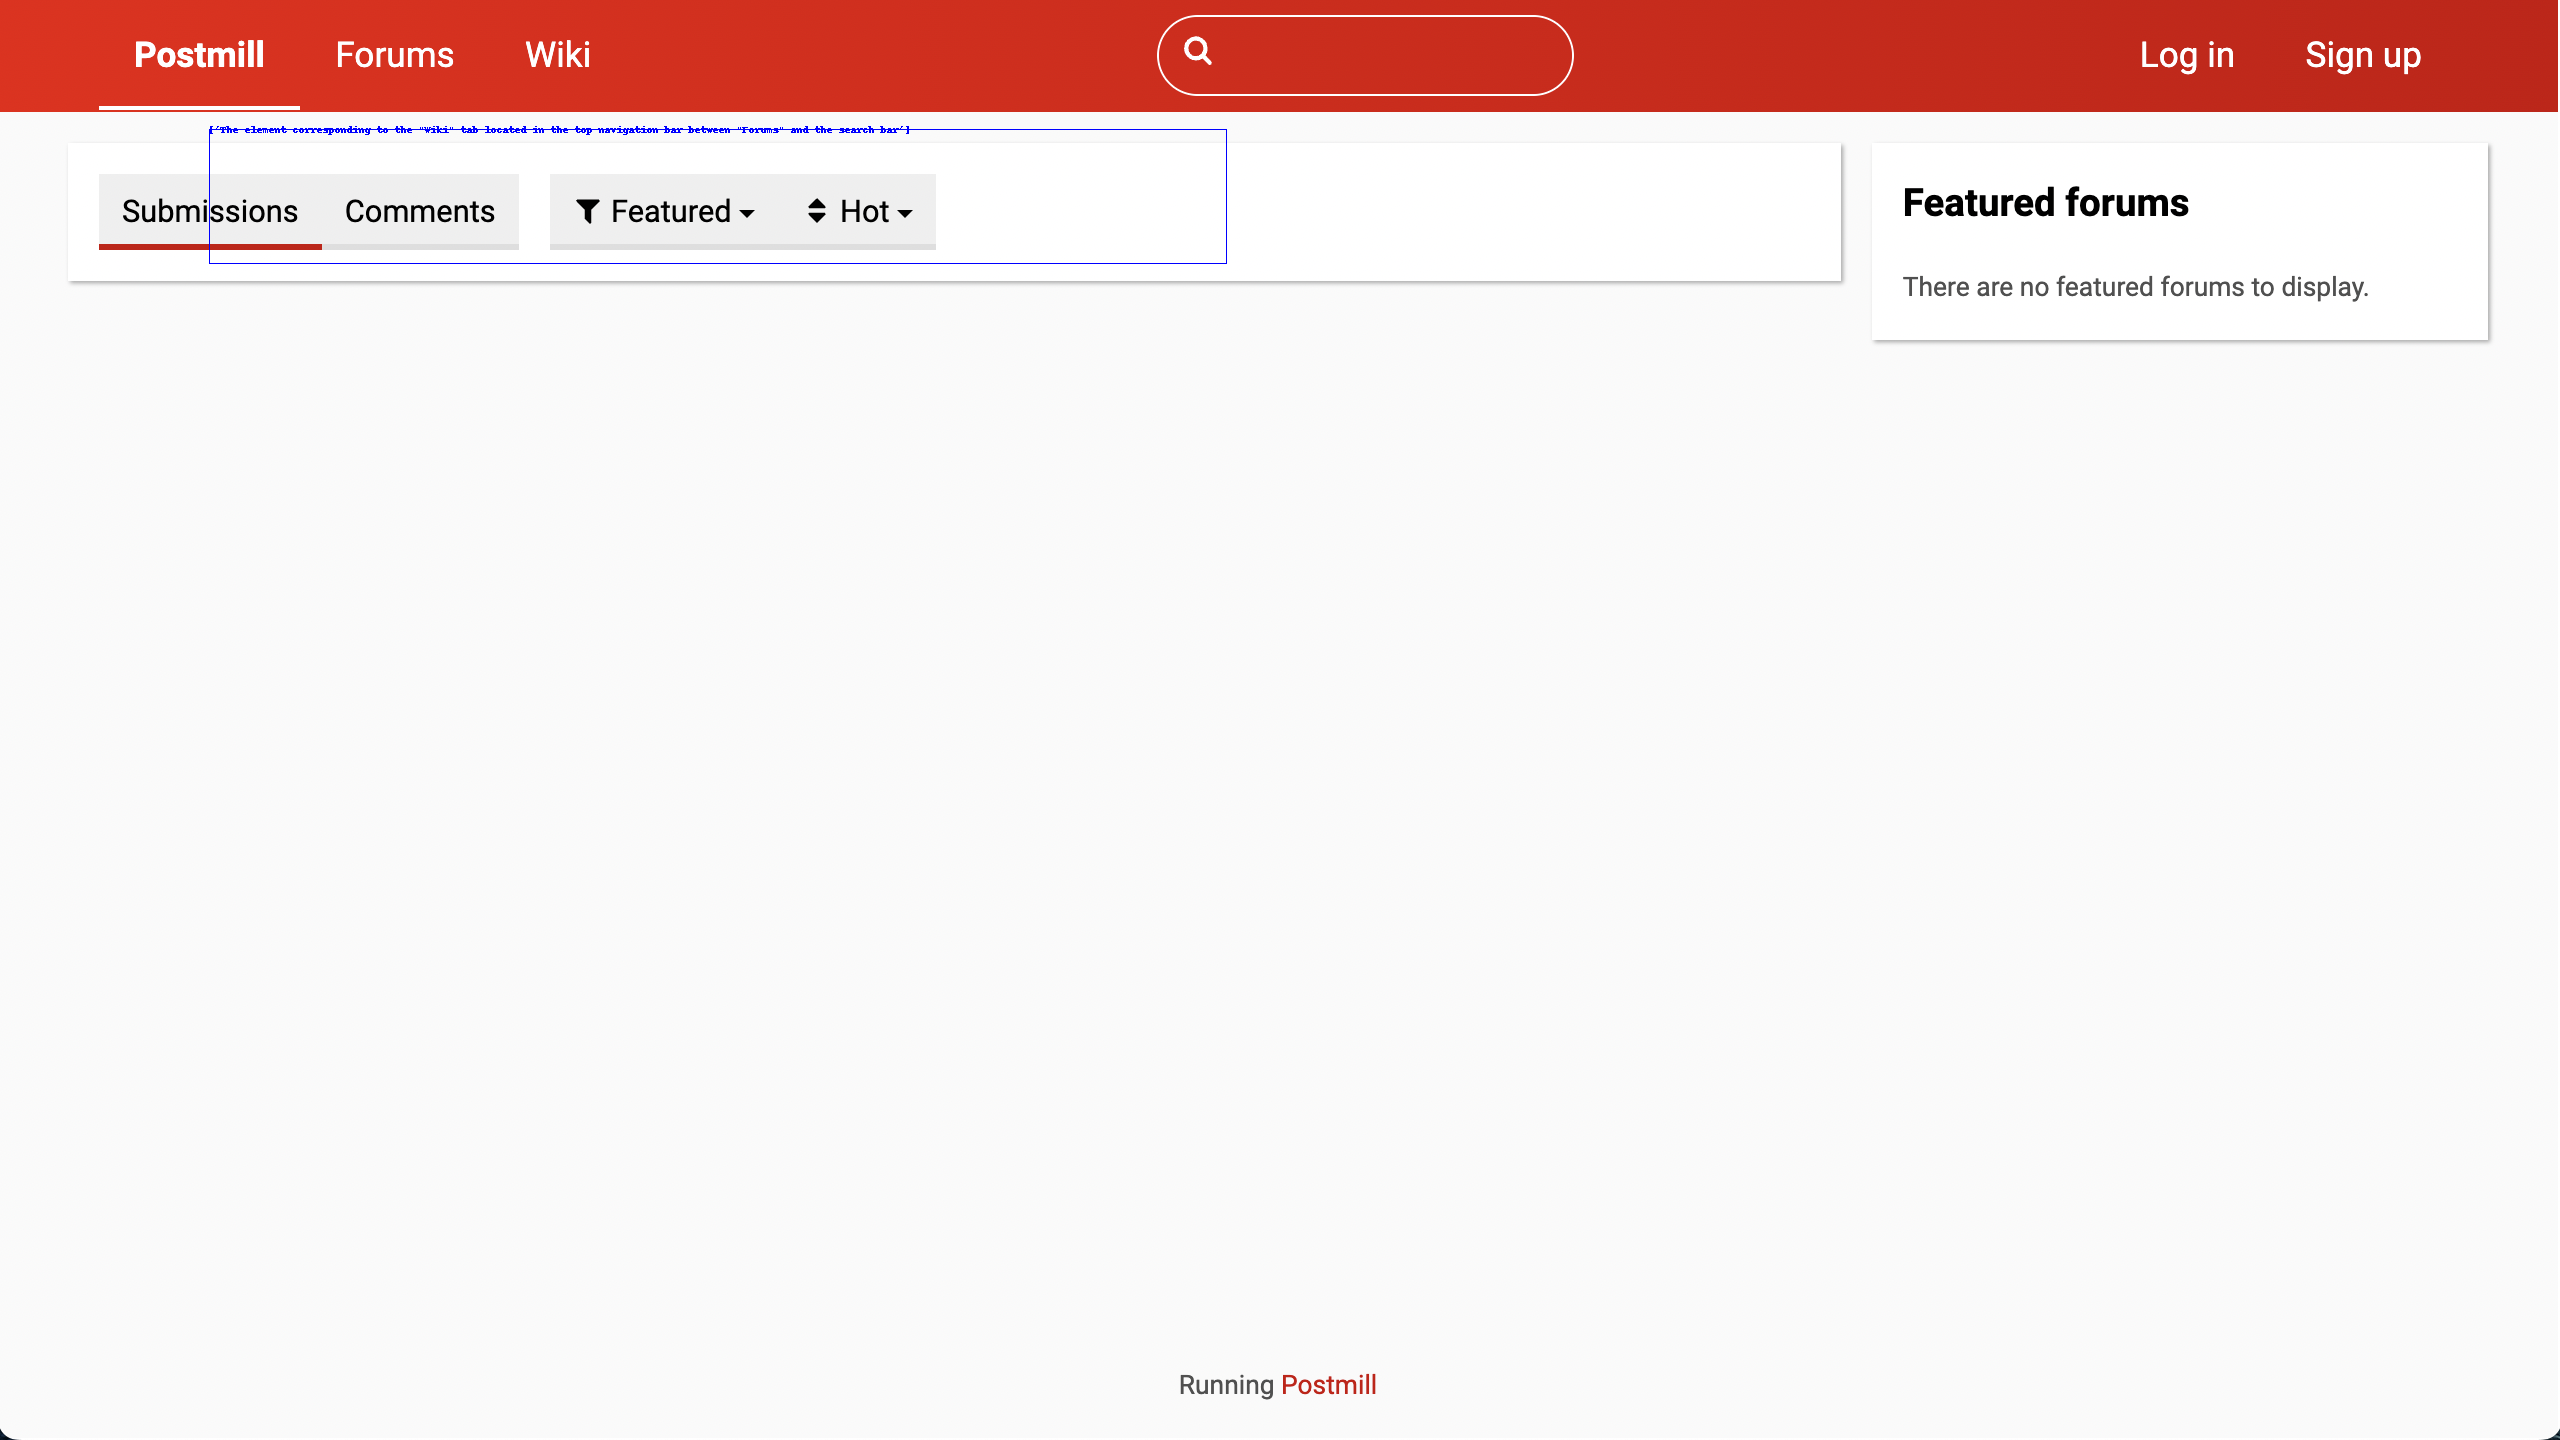 Postmill Forums Wiki Log in Sign up
['The element corresponding to the "Wiki" tab located in the top navigation bar between "Forums" and the search bar']
Submissions Comments Featured Hot
Featured forums
There are no featured forums to display.
Running Postmill